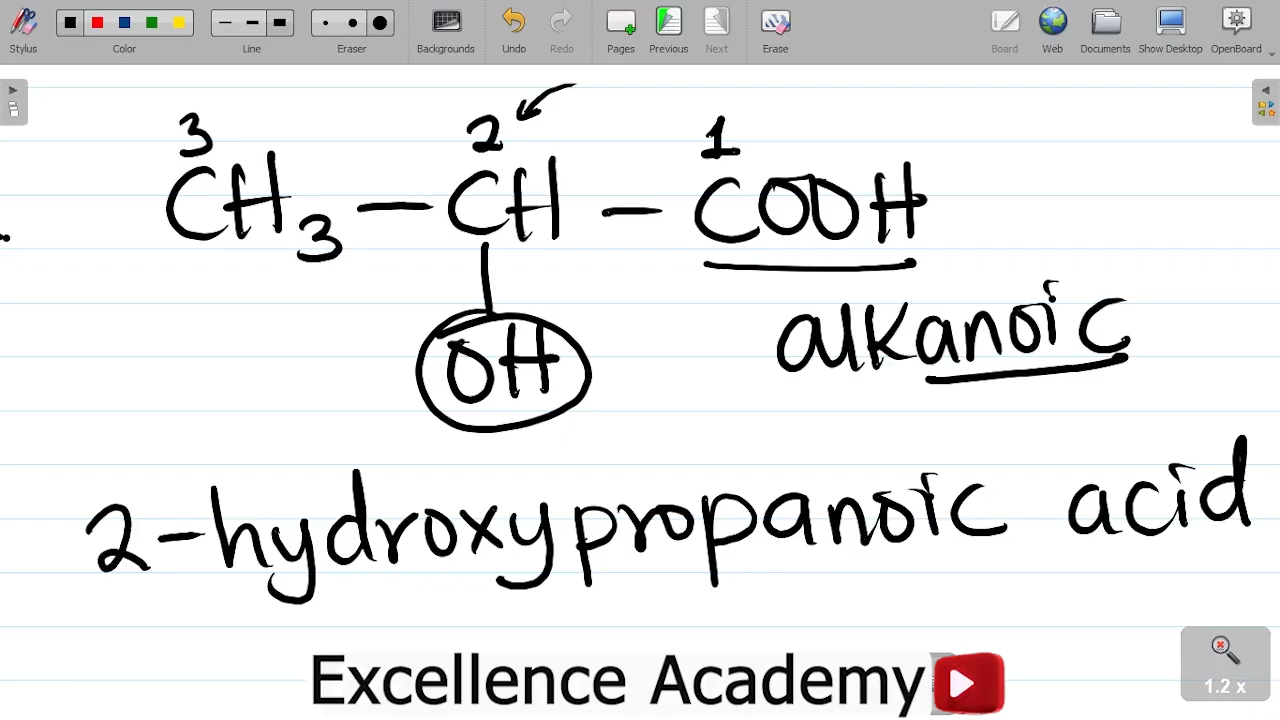 Stylus Color Line Eraser Backgrounds Undo Redo Pages Previous Next Erase Board Web Documents Show Desktop OpenBoard
3 2 1
CH3 — CH — COOH
OH
alkanoic
2-hydroxypropanoic acid
Excellence Academy
1.2 x